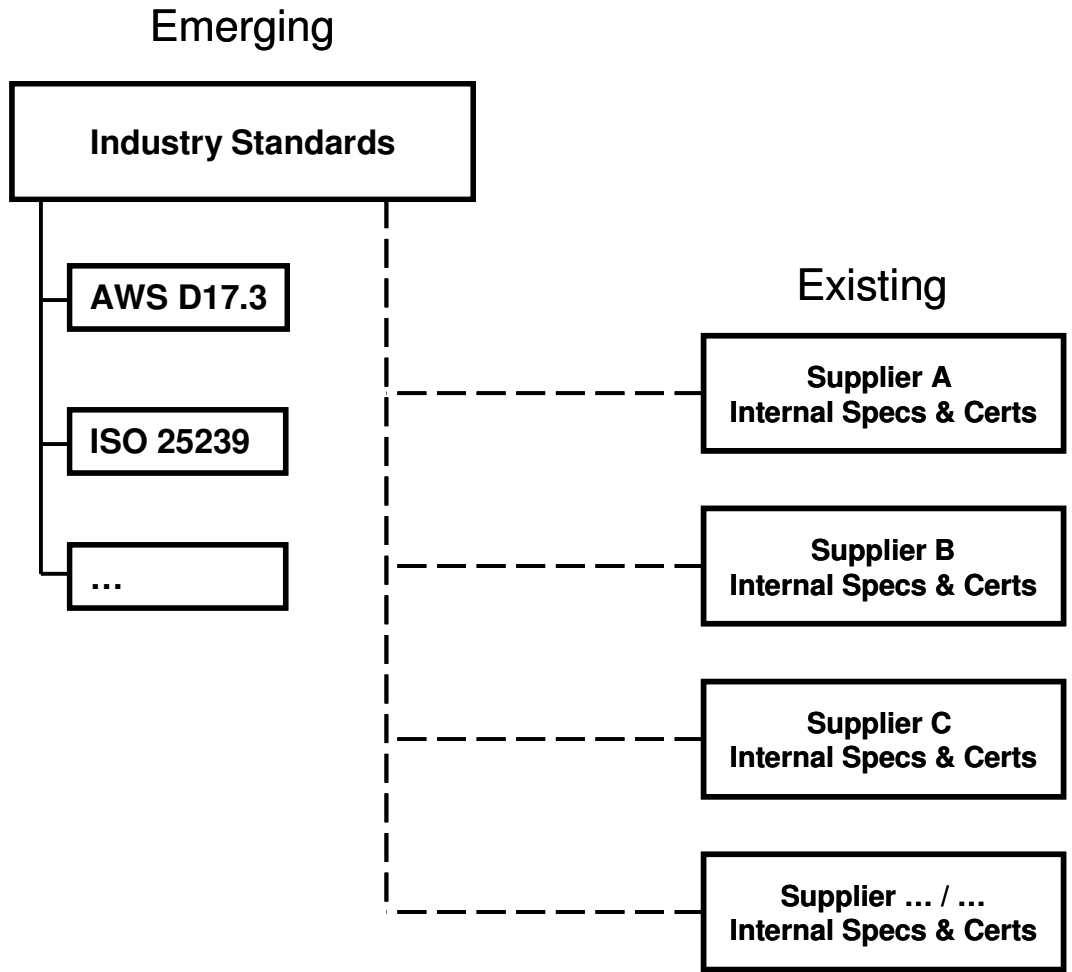 Emerging
Industry Standards
AWS D17.3
ISO 25239
...
Existing
Supplier A
Internal Specs & Certs
Supplier B
Internal Specs & Certs
Supplier C
Internal Specs & Certs
Supplier ... / ...
Internal Specs & Certs